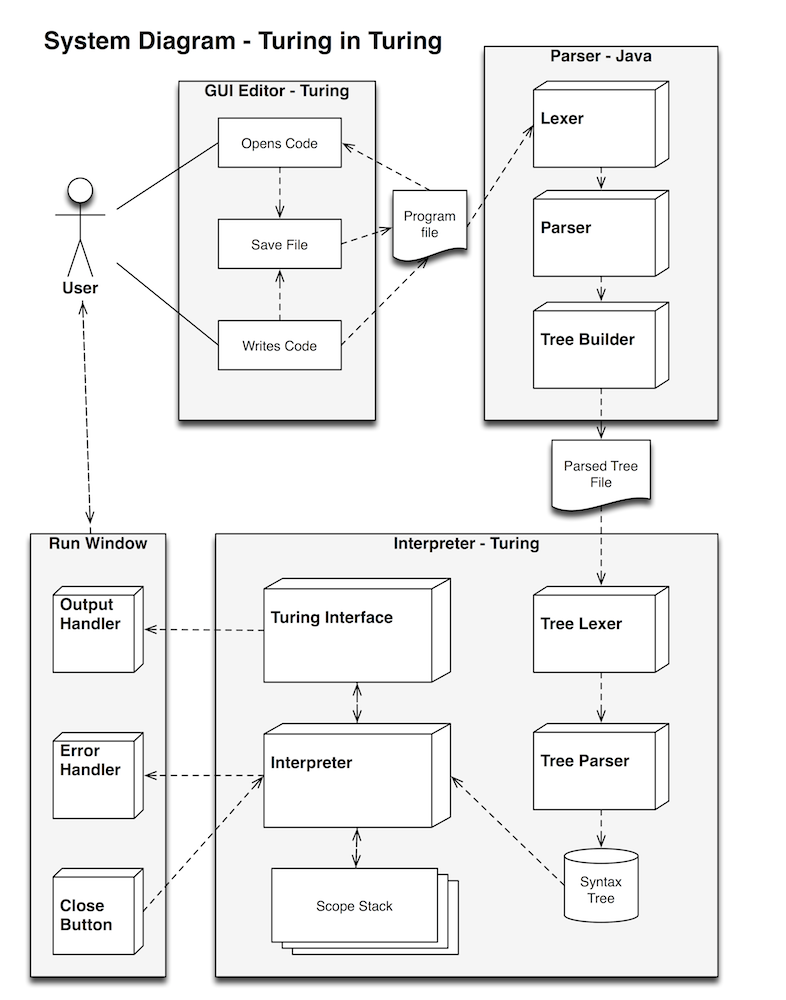 System Diagram - Turing in Turing
GUI Editor - Turing
Opens Code
Save File
Writes Code
User
Program
file
Parser - Java
Lexer
Parser
Tree Builder
Parsed Tree
File
Run Window
Output
Handler
Error
Handler
Close
Button
Interpreter - Turing
Turing Interface
Interpreter
Scope Stack
Tree Lexer
Tree Parser
Syntax
Tree